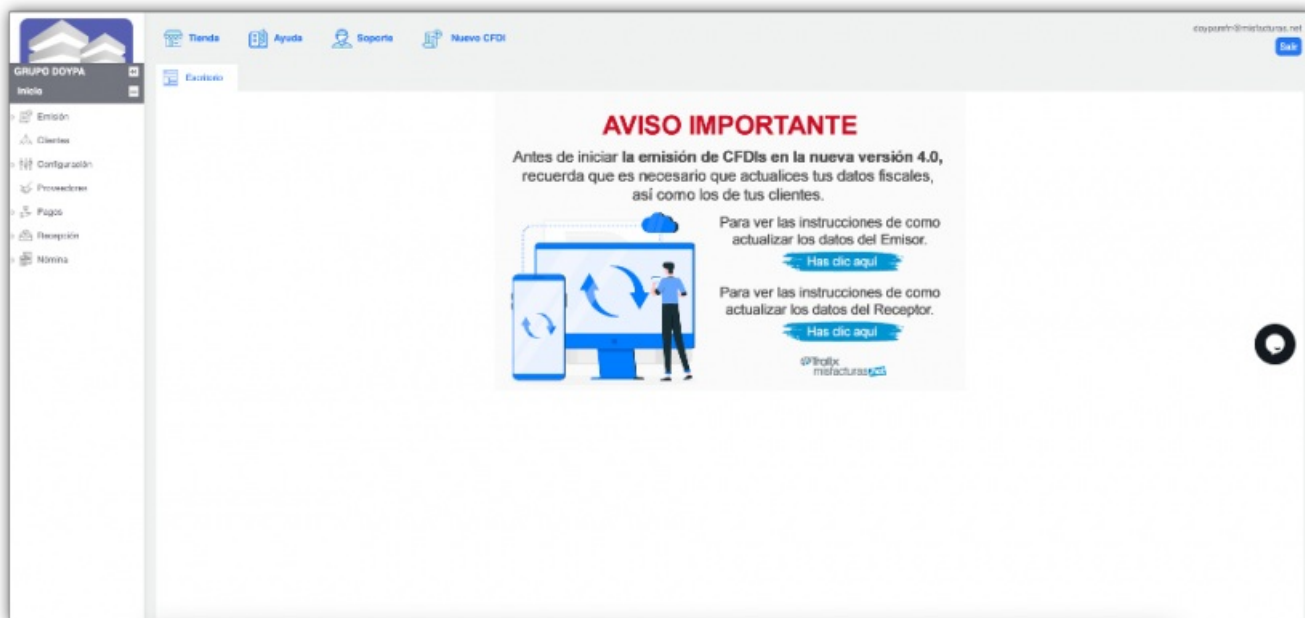 Tienda
Ayuda
Soporte
Nuevo CFDI
Salir
GRUPO DOYPA
Inicio
Escritorio
Emisión
Clientes
Configuración
Proveedores
Pagos
Recepción
Nómina
AVISO IMPORTANTE
Antes de iniciar la emisión de CFDIs en la nueva versión 4.0,
recuerda que es necesario que actualices tus datos fiscales,
así como los de tus clientes.
Para ver las instrucciones de como
actualizar los datos del Emisor.
Has clic aquí
Para ver las instrucciones de como
actualizar los datos del Receptor.
Has clic aquí
misfacturas